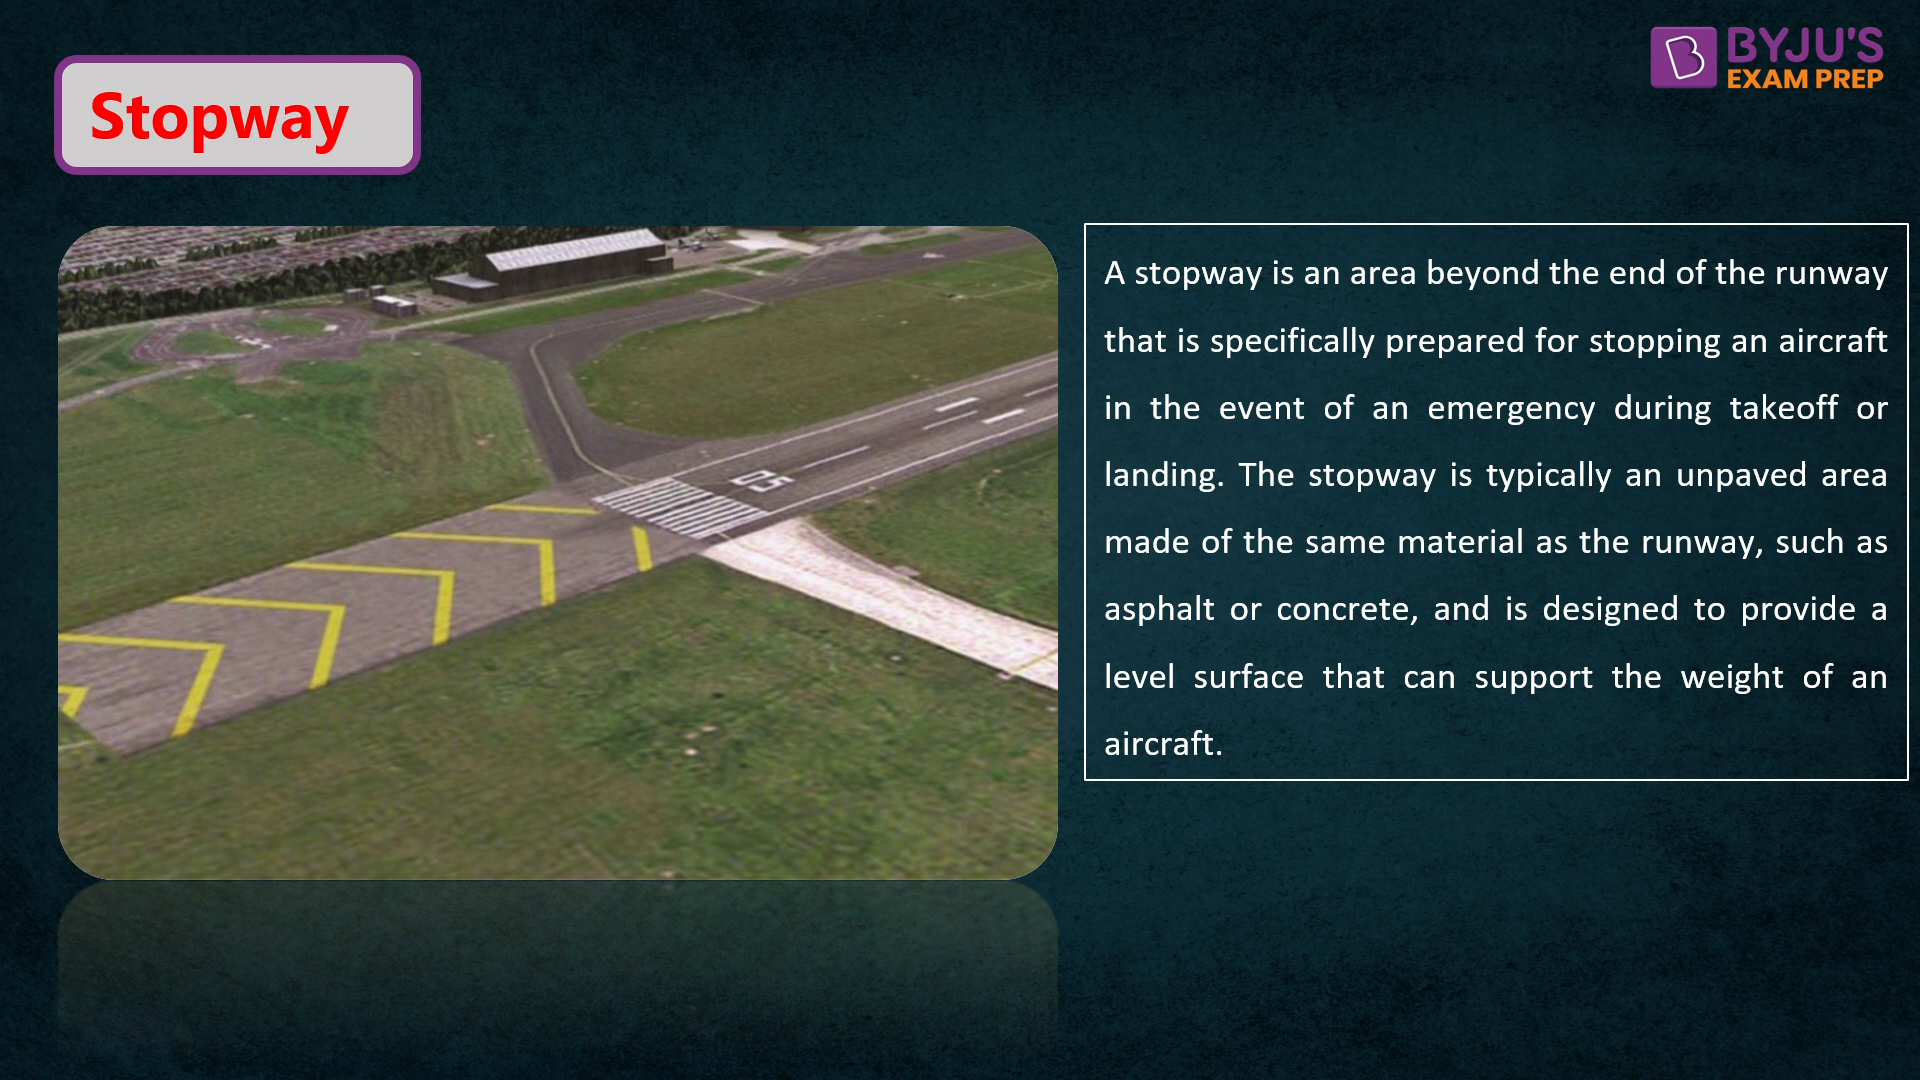 Stopway
BYJU'S
EXAM PREP
A stopway is an area beyond the end of the runway
that is specifically prepared for stopping an aircraft
in the event of an emergency during takeoff or
landing. The stopway is typically an unpaved area
made of the same material as the runway, such as
asphalt or concrete, and is designed to provide a
level surface that can support the weight of an
aircraft.
05